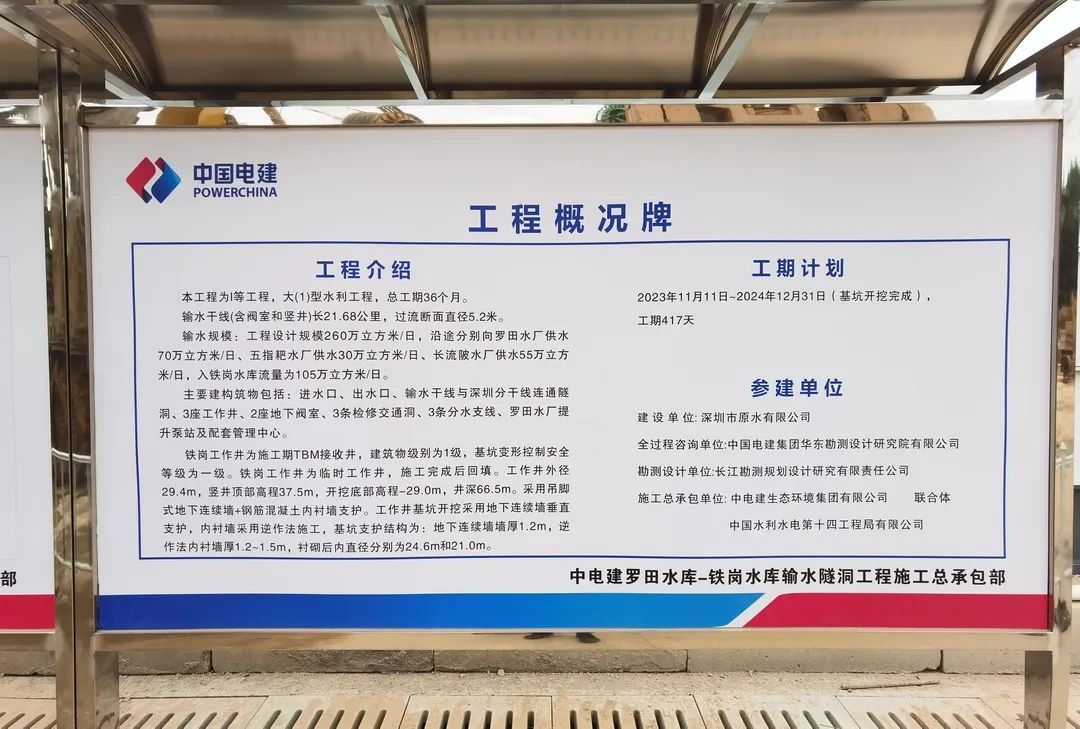 中国电建
POWERCHINA
工程概况牌
工程介绍
本工程为I等工程，大(1)型水利工程，总工期36个月。
输水干线(含阀室和竖井)长21.68公里，过流断面直径5.2米。
输水规模：工程设计规模260万立方米/日，沿途分别向罗田水厂供水
70万立方米/日、五指耙水厂供水30万立方米/日、长流陂水厂供水55万立方
米/日，入铁岗水库流量为105万立方米/日。
主要建构筑物包括：进水口、出水口、输水干线与深圳分干线连通隧
洞、3座工作井、2座地下阀室、3条检修交通洞、3条分水支线、罗田水厂提
升泵站及配套管理中心。
铁岗工作井为施工期TBM接收井，建筑物级别为1级，基坑变形控制安全
等级为一级。铁岗工作井为临时工作井，施工完成后回填。工作井外径
29.4m，竖井顶部高程37.5m，开挖底部高程-29.0m，井深66.5m。采用吊脚
式地下连续墙+钢筋混凝土内衬墙支护。工作井基坑开挖采用地下连续墙垂直
支护，内衬墙采用逆作法施工，基坑支护结构为：地下连续墙墙厚1.2m，逆
作法内衬墙厚1.2~1.5m，衬砌后内直径分别为24.6m和21.0m。
工期计划
2023年11月11日~2024年12月31日（基坑开挖完成），
工期417天
参建单位
建设单位: 深圳市原水有限公司
全过程咨询单位:中国电建集团华东勘测设计研究院有限公司
勘测设计单位:长江勘测规划设计研究有限责任公司
施工总承包单位: 中电建生态环境集团有限公司 联合体
中国水利水电第十四工程局有限公司
中电建罗田水库-铁岗水库输水隧洞工程施工总承包部
部